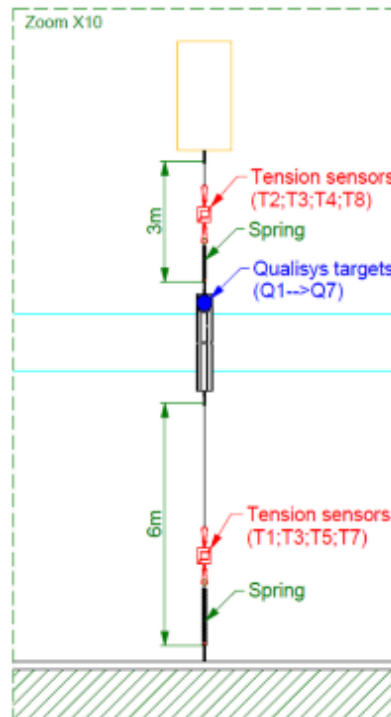 Zoom X10
Tension sensors
(T2;T3;T4;T8)
3m
Spring
Qualisys targets
(Q1-->Q7)
6m
Tension sensors
(T1;T3;T5;T7)
Spring